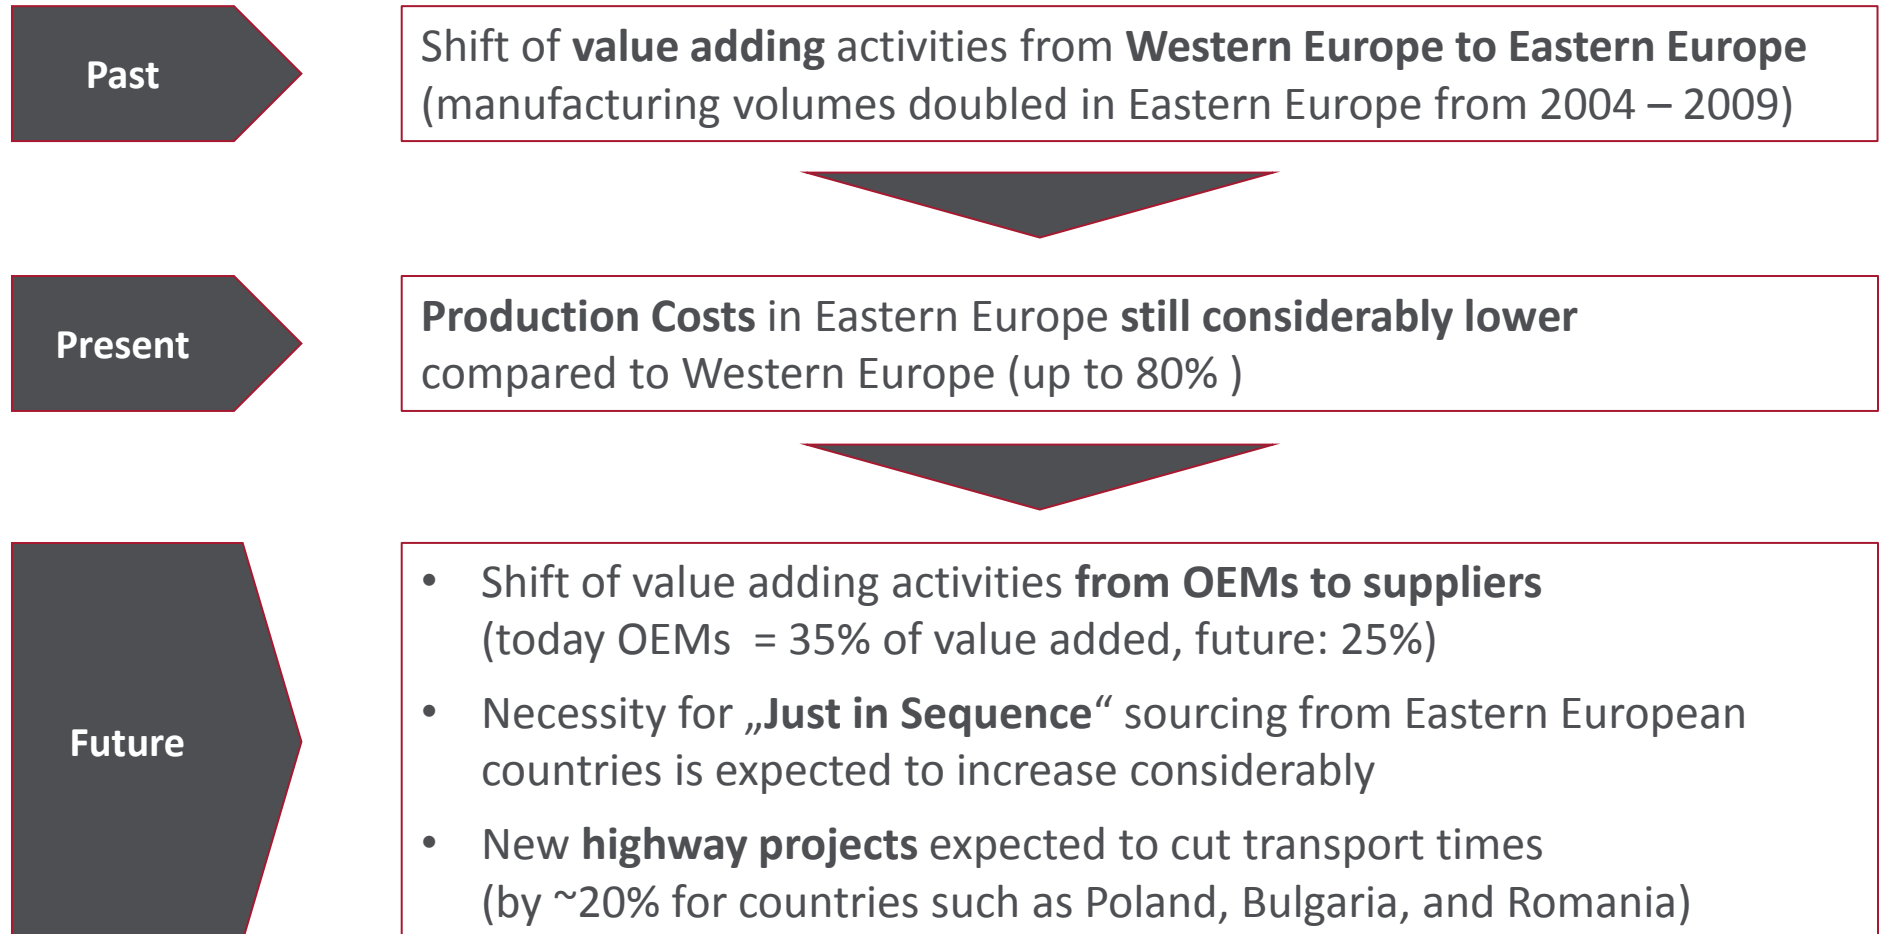 Past
Shift of value adding activities from Western Europe to Eastern Europe
(manufacturing volumes doubled in Eastern Europe from 2004 – 2009)
Present
Production Costs in Eastern Europe still considerably lower
compared to Western Europe (up to 80% )
Future
• Shift of value adding activities from OEMs to suppliers
(today OEMs  = 35% of value added, future: 25%)
• Necessity for „Just in Sequence“ sourcing from Eastern European
countries is expected to increase considerably
• New highway projects expected to cut transport times
(by ~20% for countries such as Poland, Bulgaria, and Romania)